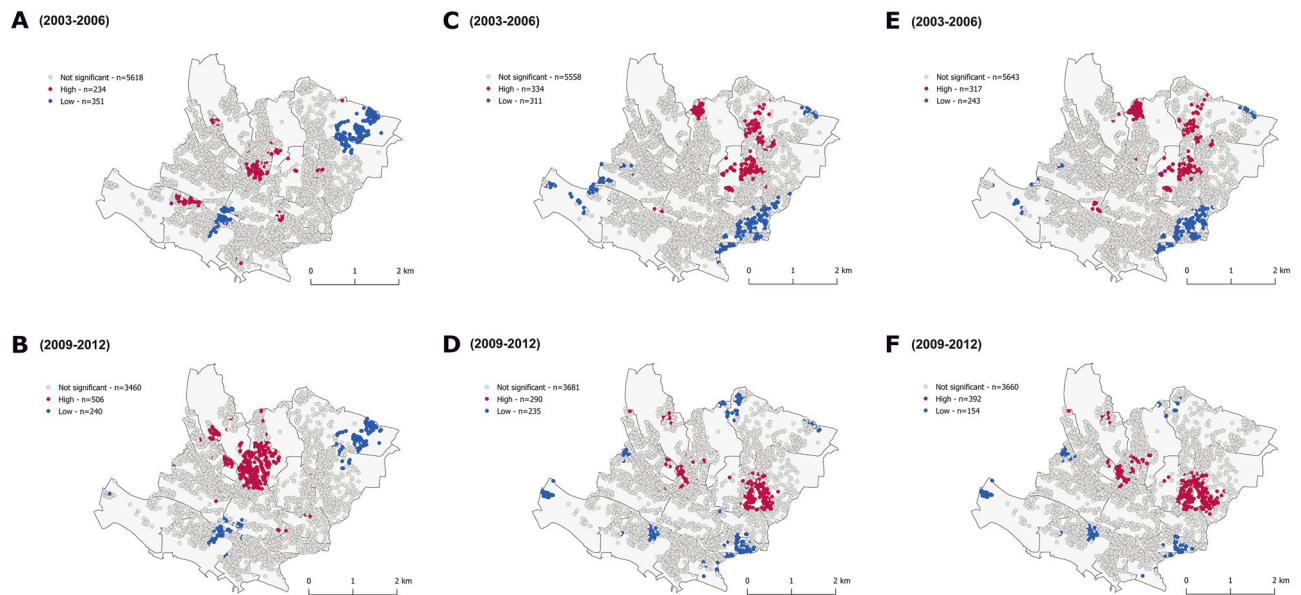 A (2003-2006)
Not significant - n=5618
High - n=234
Low - n=351
0 1 2 km
C (2003-2006)
Not significant - n=5558
High - n=334
Low - n=311
0 1 2 km
E (2003-2006)
Not significant - n=5643
High - n=317
Low - n=243
0 1 2 km
B (2009-2012)
Not significant - n=3460
High - n=506
Low - n=240
0 1 2 km
D (2009-2012)
Not significant - n=3681
High - n=290
Low - n=235
0 1 2 km
F (2009-2012)
Not significant - n=3660
High - n=392
Low - n=154
0 1 2 km